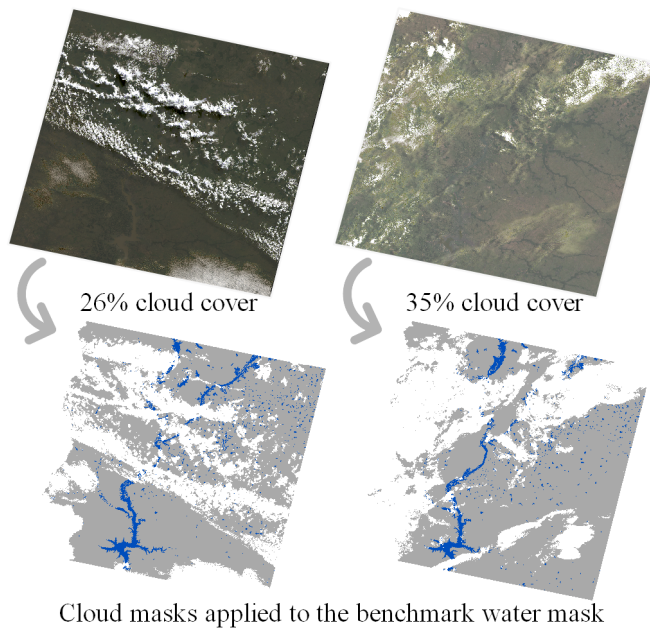 26% cloud cover
35% cloud cover
Cloud masks applied to the benchmark water mask